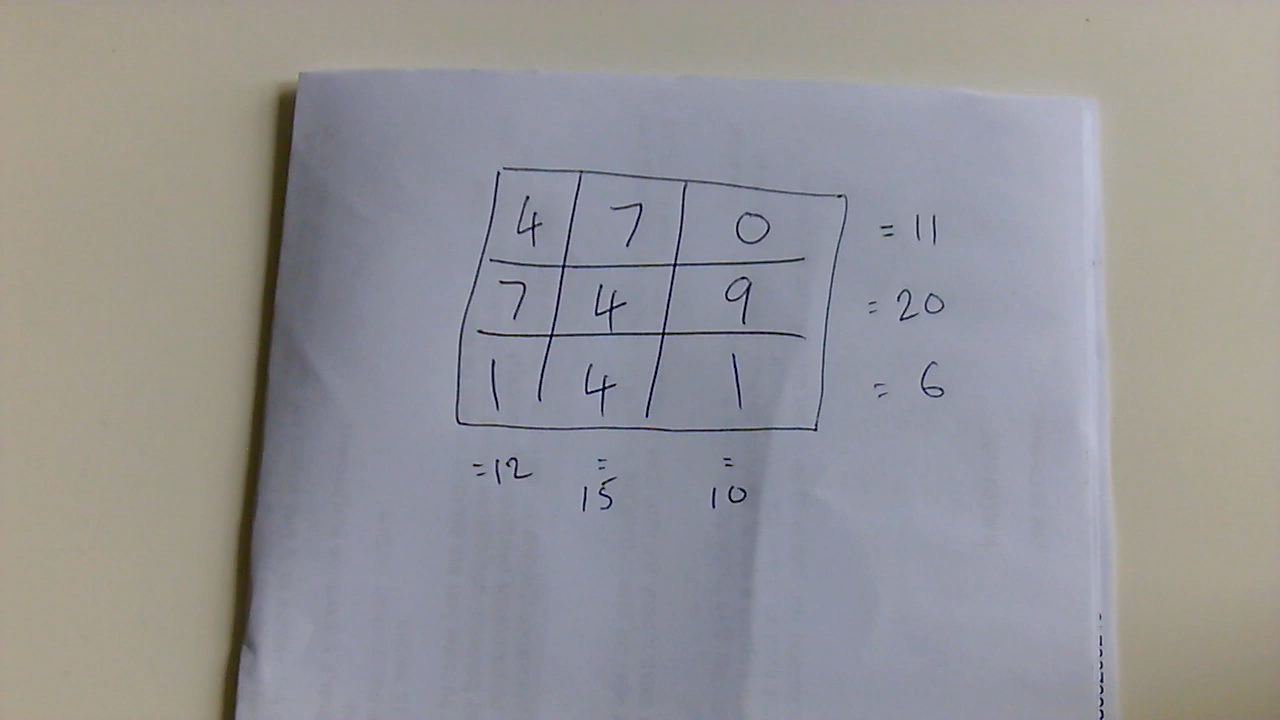 4 7 0 = 11
7 4 9 = 20
1 4 1 = 6
=12 = =
15 10